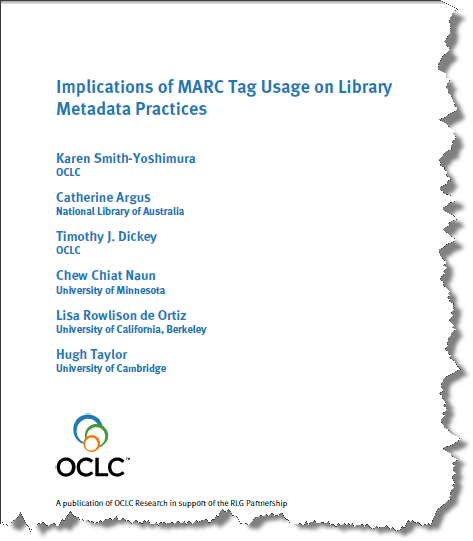 Implications of MARC Tag Usage on Library
Metadata Practices
Karen Smith-Yoshimura
OCLC
Catherine Argus
National Library of Australia
Timothy J. Dickey
OCLC
Chew Chiat Naun
University of Minnesota
Lisa Rowlison de Ortiz
University of California, Berkeley
Hugh Taylor
University of Cambridge
OCLC™
A publication of OCLC Research in support of the RLG Partnership